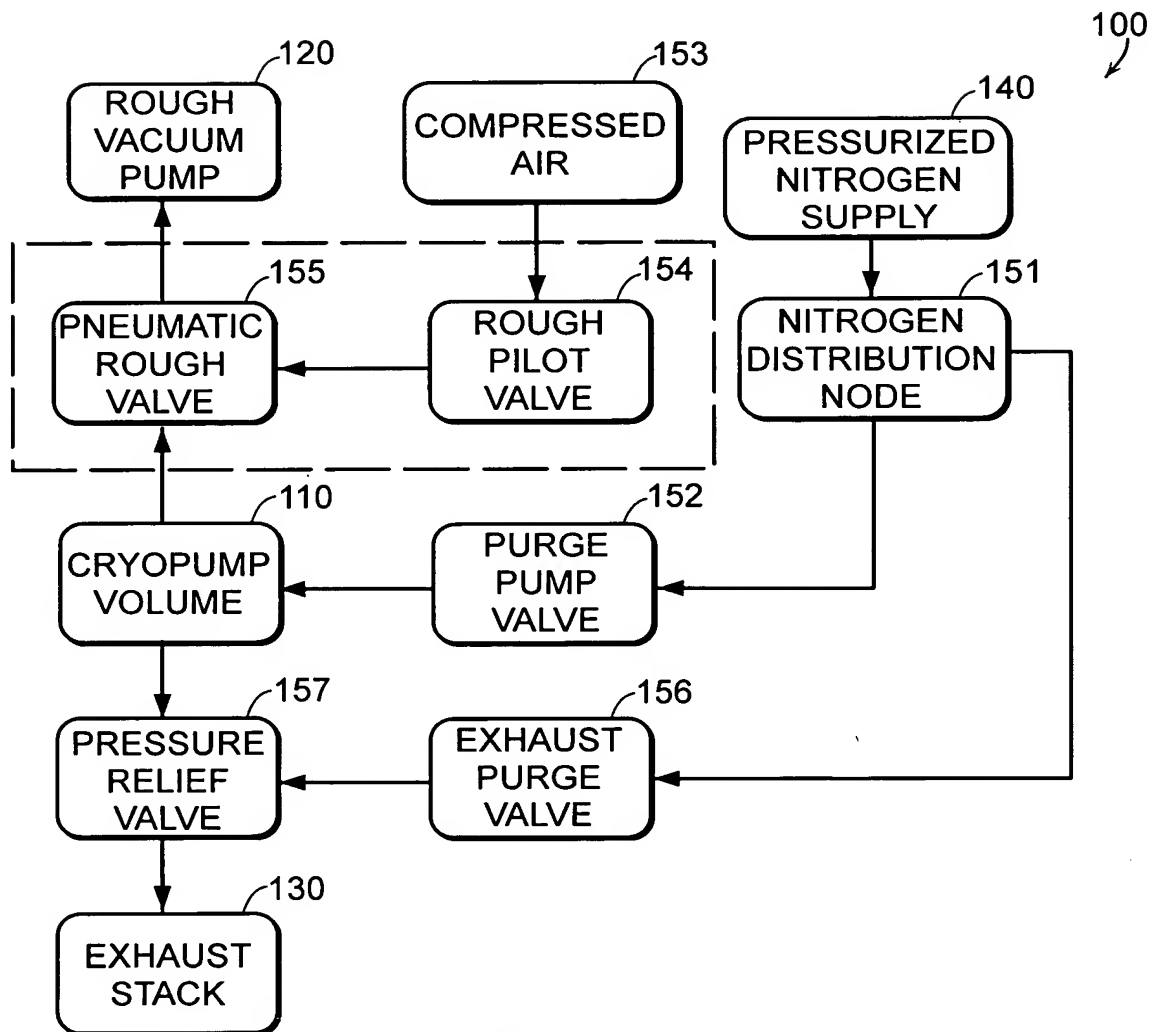 100
120
ROUGH
VACUUM
PUMP
153
COMPRESSED
AIR
140
PRESSURIZED
NITROGEN
SUPPLY
155
PNEUMATIC
ROUGH
VALVE
154
ROUGH
PILOT
VALVE
151
NITROGEN
DISTRIBUTION
NODE
110
CRYOPUMP
VOLUME
152
PURGE
PUMP
VALVE
157
PRESSURE
RELIEF
VALVE
156
EXHAUST
PURGE
VALVE
130
EXHAUST
STACK